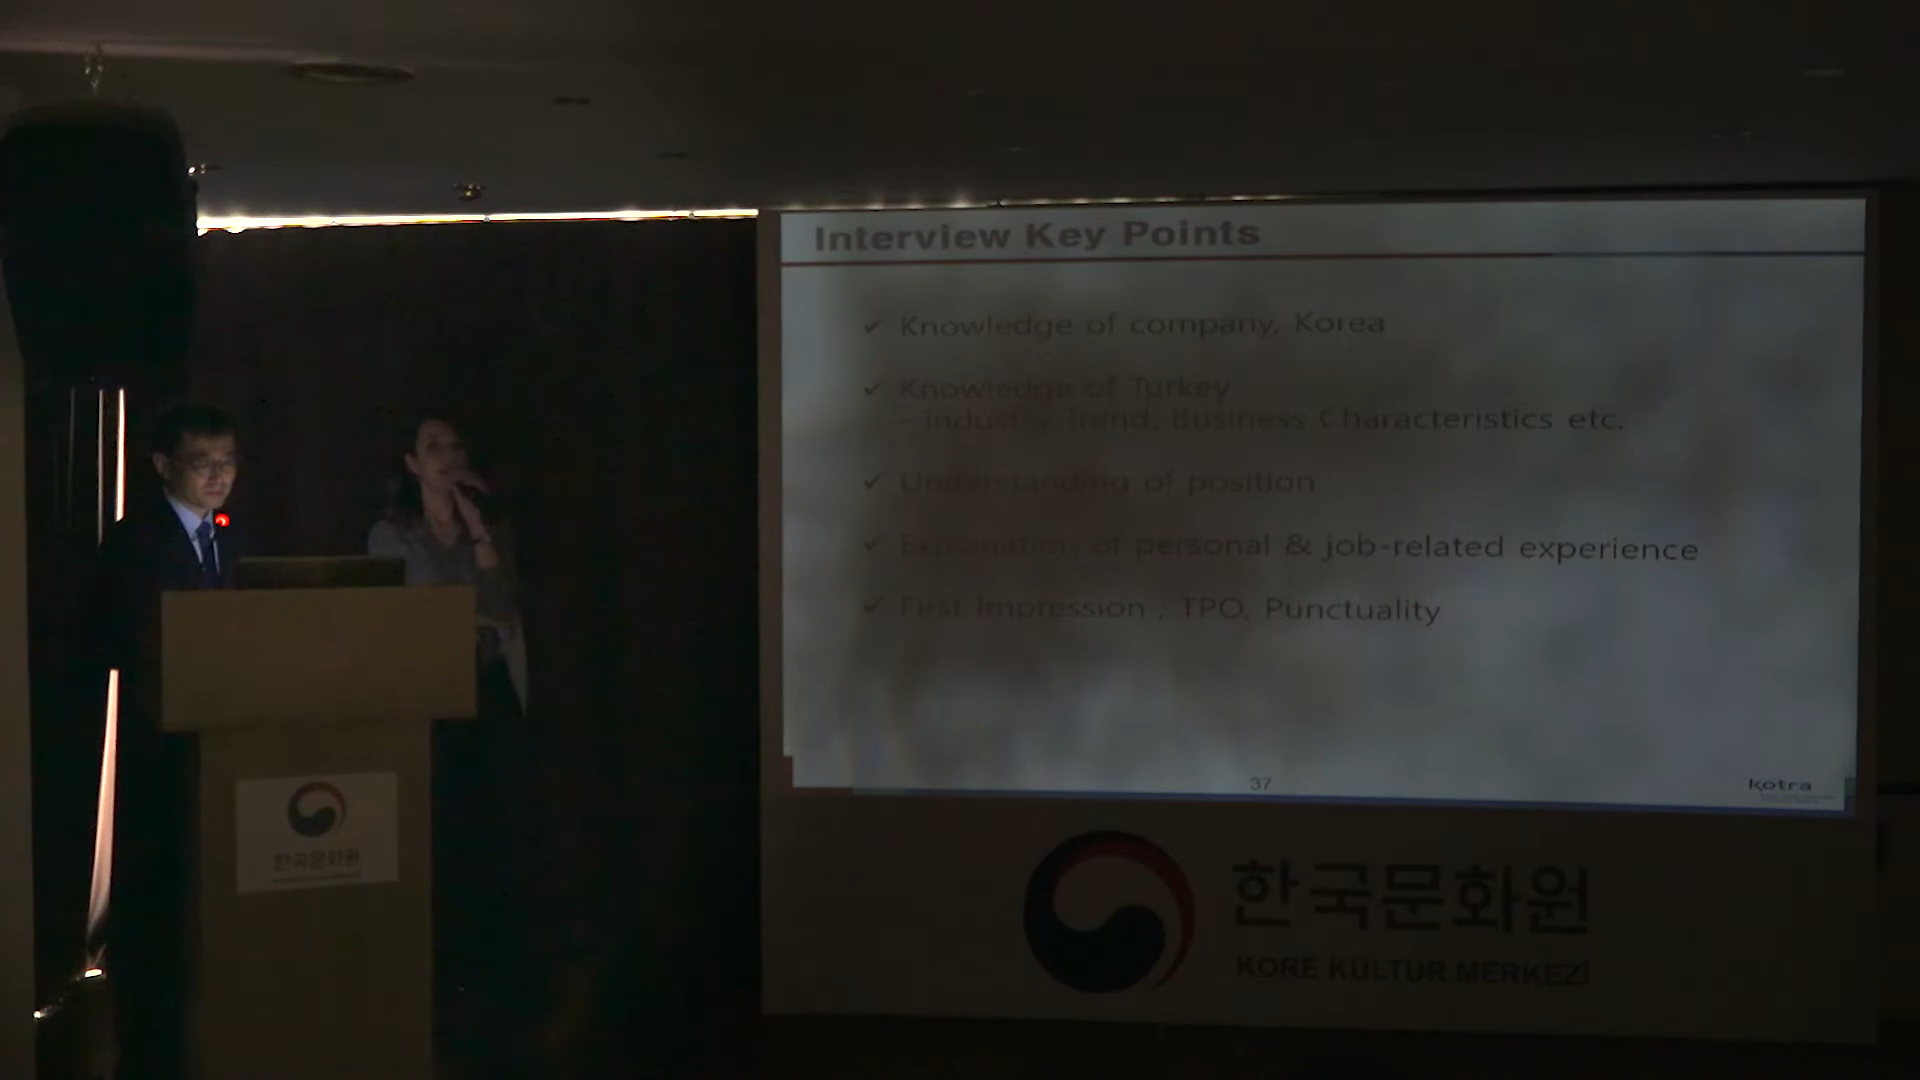 Interview Key Points
✓ Knowledge of company, Korea
✓ Knowledge of Turkey
- Industry Trend, Business Characteristics etc.
✓ Understanding of position
✓ Explanation of personal & job-related experience
✓ First Impression ; TPO, Punctuality
37
kotra
한국문화원
KORE KÜLTÜR MERKEZİ
한국문화원